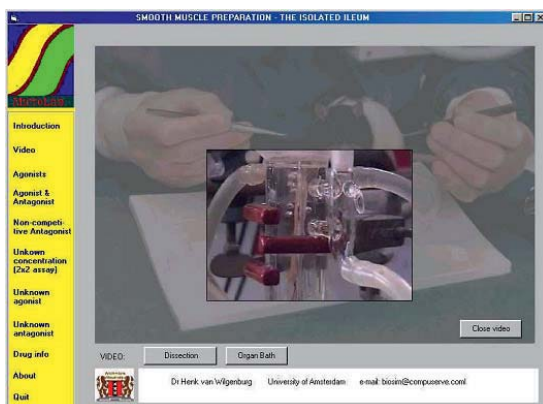 SMOOTH MUSCLE PREPARATION - THE ISOLATED ILEUM
Introduction
Video
Agonists
Agonist &
Antagonist
Non-competi-
tive Antagonist
Unkown
concentration
(2x2 assay)
Unknown
agonist
Unknown
antagonist
Drug info
About
Quit
Close video
VIDEO:
Dissection
Organ Bath
Dr Henk van Wilgenburg University of Amsterdam e-mail: biosim@compuserve.coml